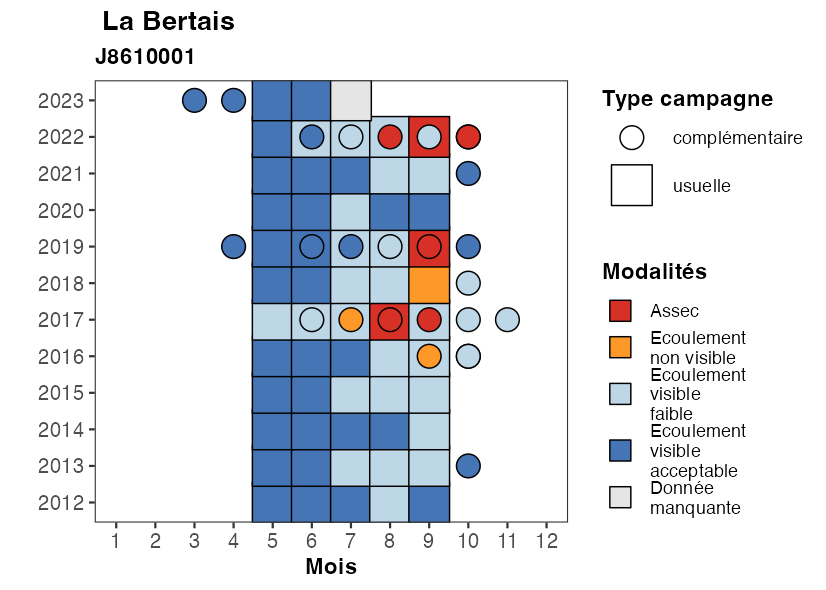 La Bertais
J8610001
2023
2022
2021
2020
2019
2018
2017
2016
2015
2014
2013
2012
1 2 3 4 5 6 7 8 9 10 11 12
Mois
Type campagne
complémentaire
usuelle
Modalités
Assec
Ecoulement
non visible
Ecoulement
visible
faible
Ecoulement
visible
acceptable
Donnée
manquante